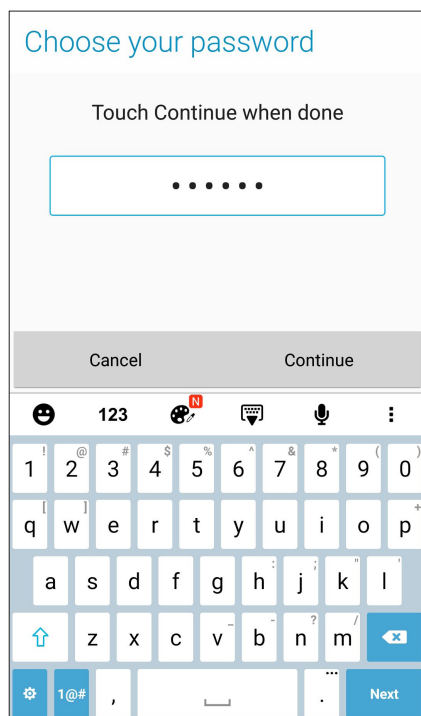 Choose your password
Touch Continue when done
••••••
Cancel Continue
123 N
! @ # $ % ^ & * ( )
1 2 3 4 5 6 7 8 9 0
[ ] +
q w e r t y u i o p
: ; " '
a s d f g h j k l
_ - ? /
z x c v b n m
1@# , . ... Next